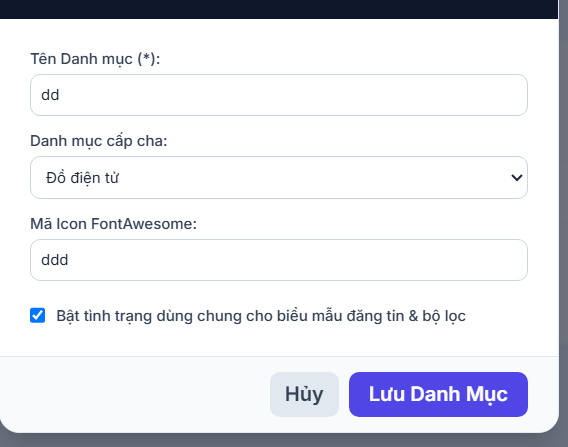 Tên Danh mục (*):
dd
Danh mục cấp cha:
Đồ điện tử
Mã Icon FontAwesome:
ddd
Bật tình trạng dùng chung cho biểu mẫu đăng tin & bộ lọc
Hủy
Lưu Danh Mục